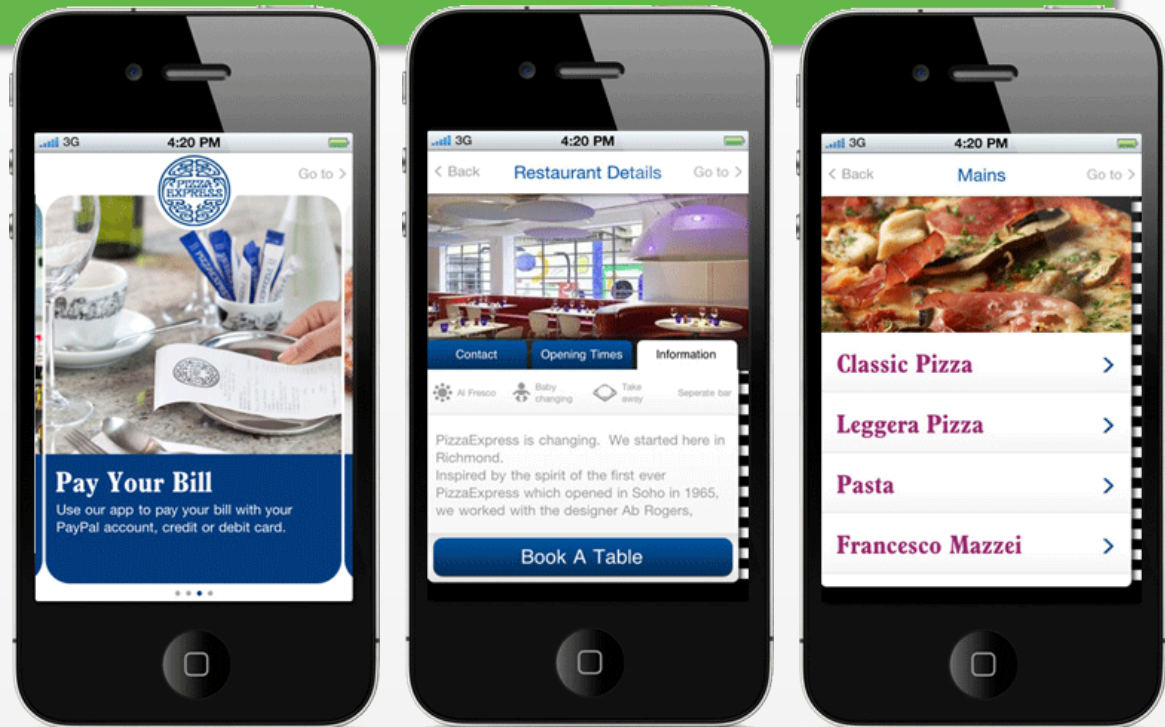 3G 4:20 PM
PIZZA
EXPRESS
Go to >
PIZZAEXPRESS
Pay Your Bill
Use our app to pay your bill with your
PayPal account, credit or debit card.
3G 4:20 PM
< Back Restaurant Details Go to >
Contact Opening Times Information
Al Fresco
Baby
changing
Take
away
Seperate bar
PizzaExpress is changing. We started here in
Richmond.
Inspired by the spirit of the first ever
PizzaExpress which opened in Soho in 1965,
we worked with the designer Ab Rogers,
Book A Table
3G 4:20 PM
< Back Mains Go to >
Classic Pizza >
Leggera Pizza >
Pasta >
Francesco Mazzei >